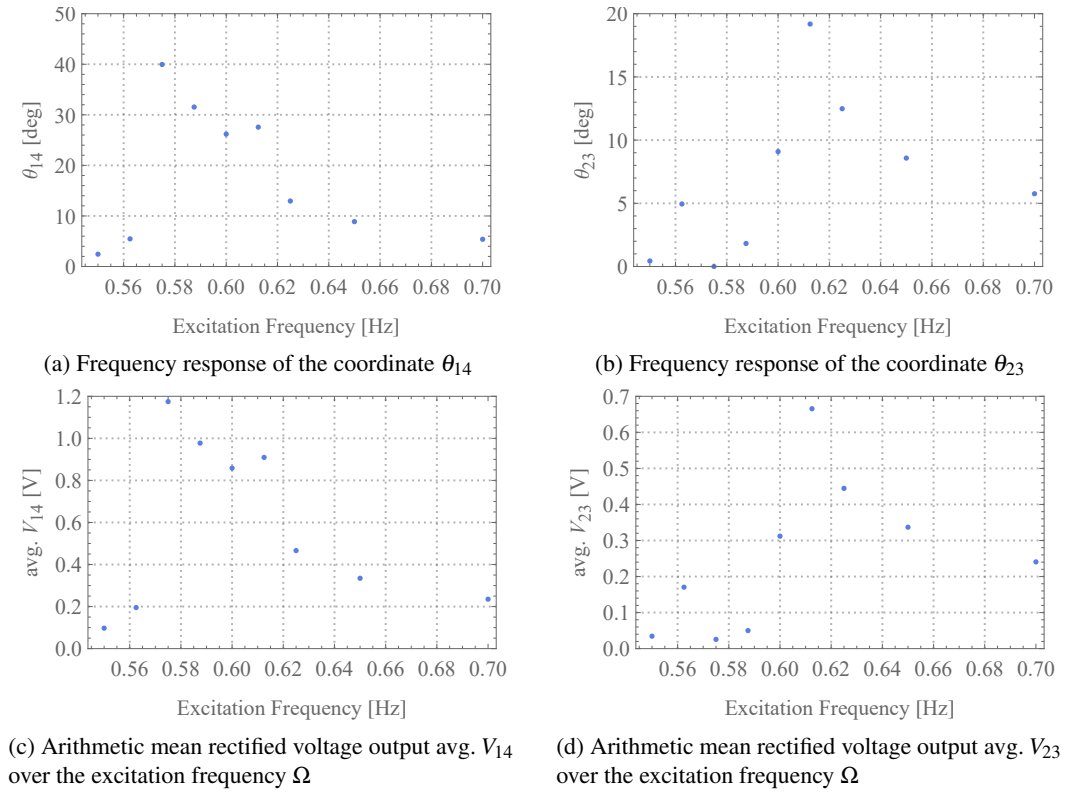 50
40
30
20
10
0
θ14 [deg]
0.56 0.58 0.60 0.62 0.64 0.66 0.68 0.70
Excitation Frequency [Hz]
(a) Frequency response of the coordinate θ14
20
15
10
5
0
θ23 [deg]
0.56 0.58 0.60 0.62 0.64 0.66 0.68 0.70
Excitation Frequency [Hz]
(b) Frequency response of the coordinate θ23
1.2
1.0
0.8
0.6
0.4
0.2
0.0
avg. V14 [V]
0.56 0.58 0.60 0.62 0.64 0.66 0.68 0.70
Excitation Frequency [Hz]
(c) Arithmetic mean rectified voltage output avg. V14
over the excitation frequency Ω
0.7
0.6
0.5
0.4
0.3
0.2
0.1
0.0
avg. V23 [V]
0.56 0.58 0.60 0.62 0.64 0.66 0.68 0.70
Excitation Frequency [Hz]
(d) Arithmetic mean rectified voltage output avg. V23
over the excitation frequency Ω